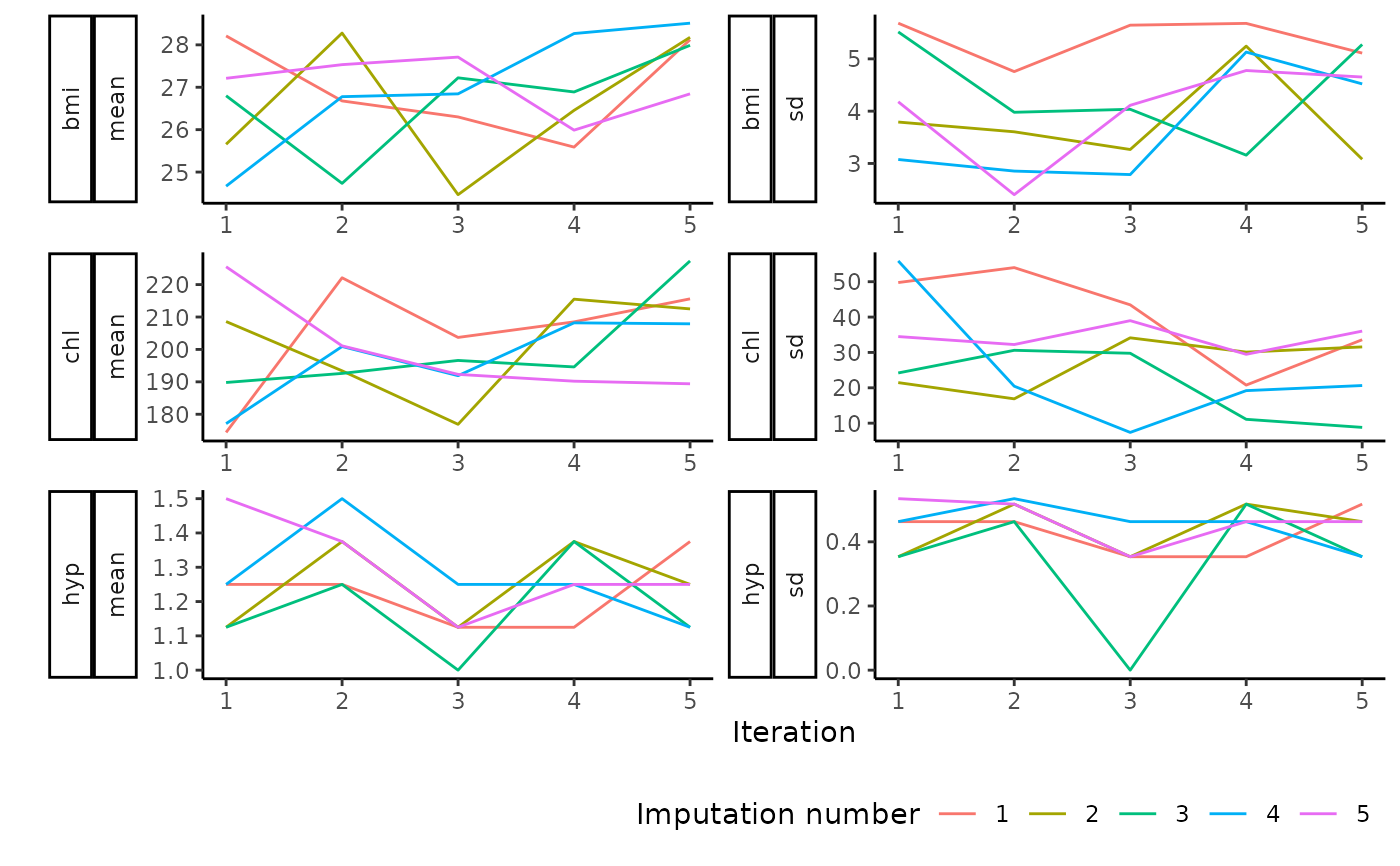 bmi mean
28
27
26
25
1 2 3 4 5
bmi sd
5
4
3
1 2 3 4 5
chl mean
220
210
200
190
180
1 2 3 4 5
chl sd
50
40
30
20
10
1 2 3 4 5
hyp mean
1.5
1.4
1.3
1.2
1.1
1.0
1 2 3 4 5
hyp sd
0.4
0.2
0.0
1 2 3 4 5
Iteration
Imputation number 1 2 3 4 5